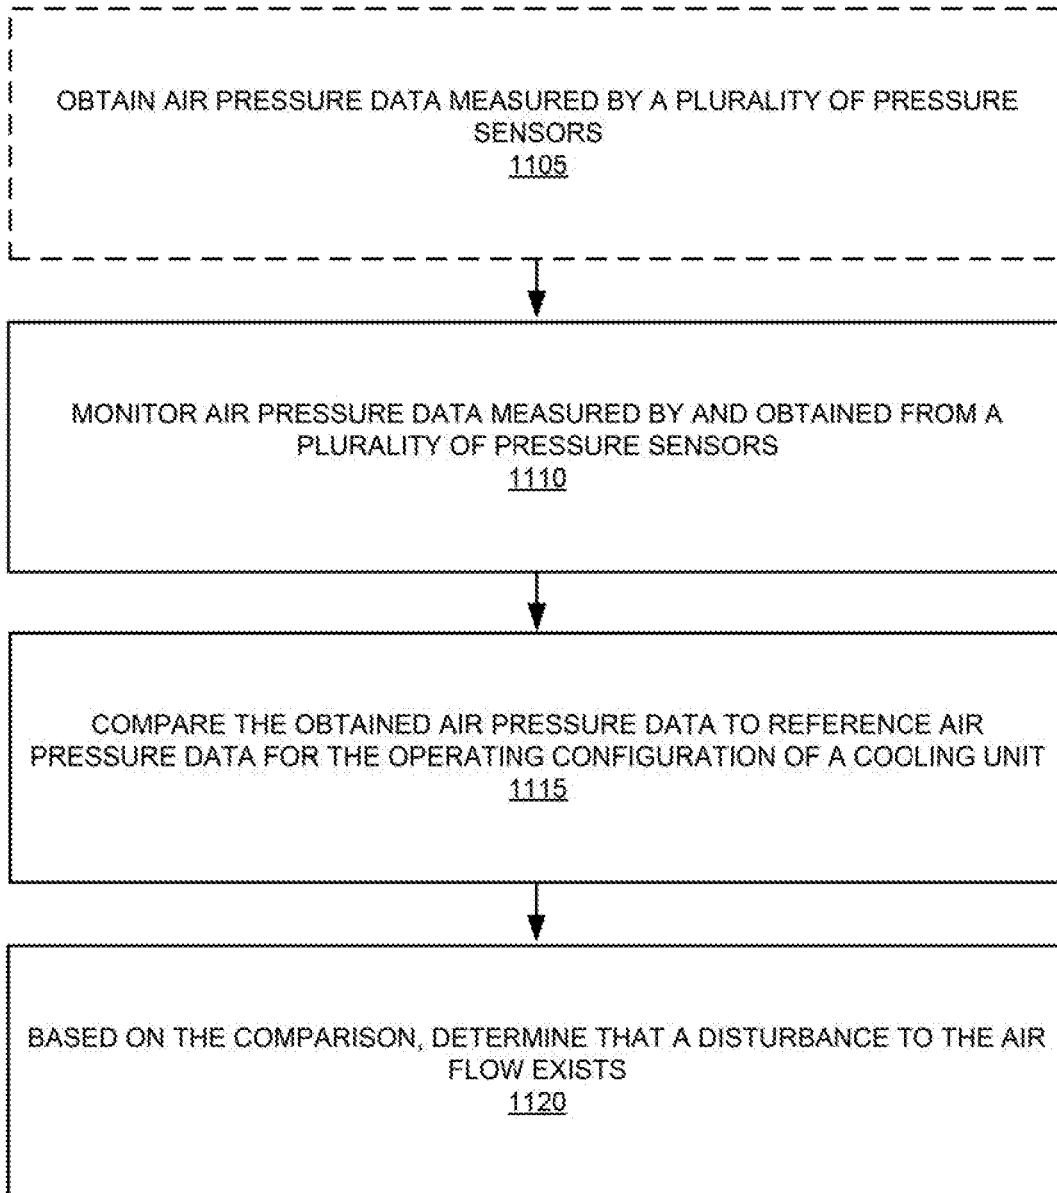 OBTAIN AIR PRESSURE DATA MEASURED BY A PLURALITY OF PRESSURE
SENSORS
1105
MONITOR AIR PRESSURE DATA MEASURED BY AND OBTAINED FROM A
PLURALITY OF PRESSURE SENSORS
1110
COMPARE THE OBTAINED AIR PRESSURE DATA TO REFERENCE AIR
PRESSURE DATA FOR THE OPERATING CONFIGURATION OF A COOLING UNIT
1115
BASED ON THE COMPARISON, DETERMINE THAT A DISTURBANCE TO THE AIR
FLOW EXISTS
1120